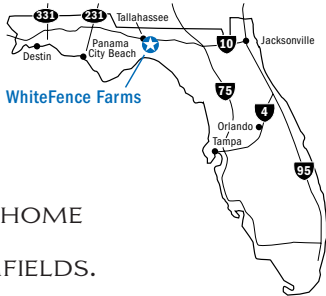 331
231
Tallahassee
Panama
City Beach
Destin
10
Jacksonville
WhiteFence Farms
75
4
Orlando
Tampa
95
HOME
FIELDS.